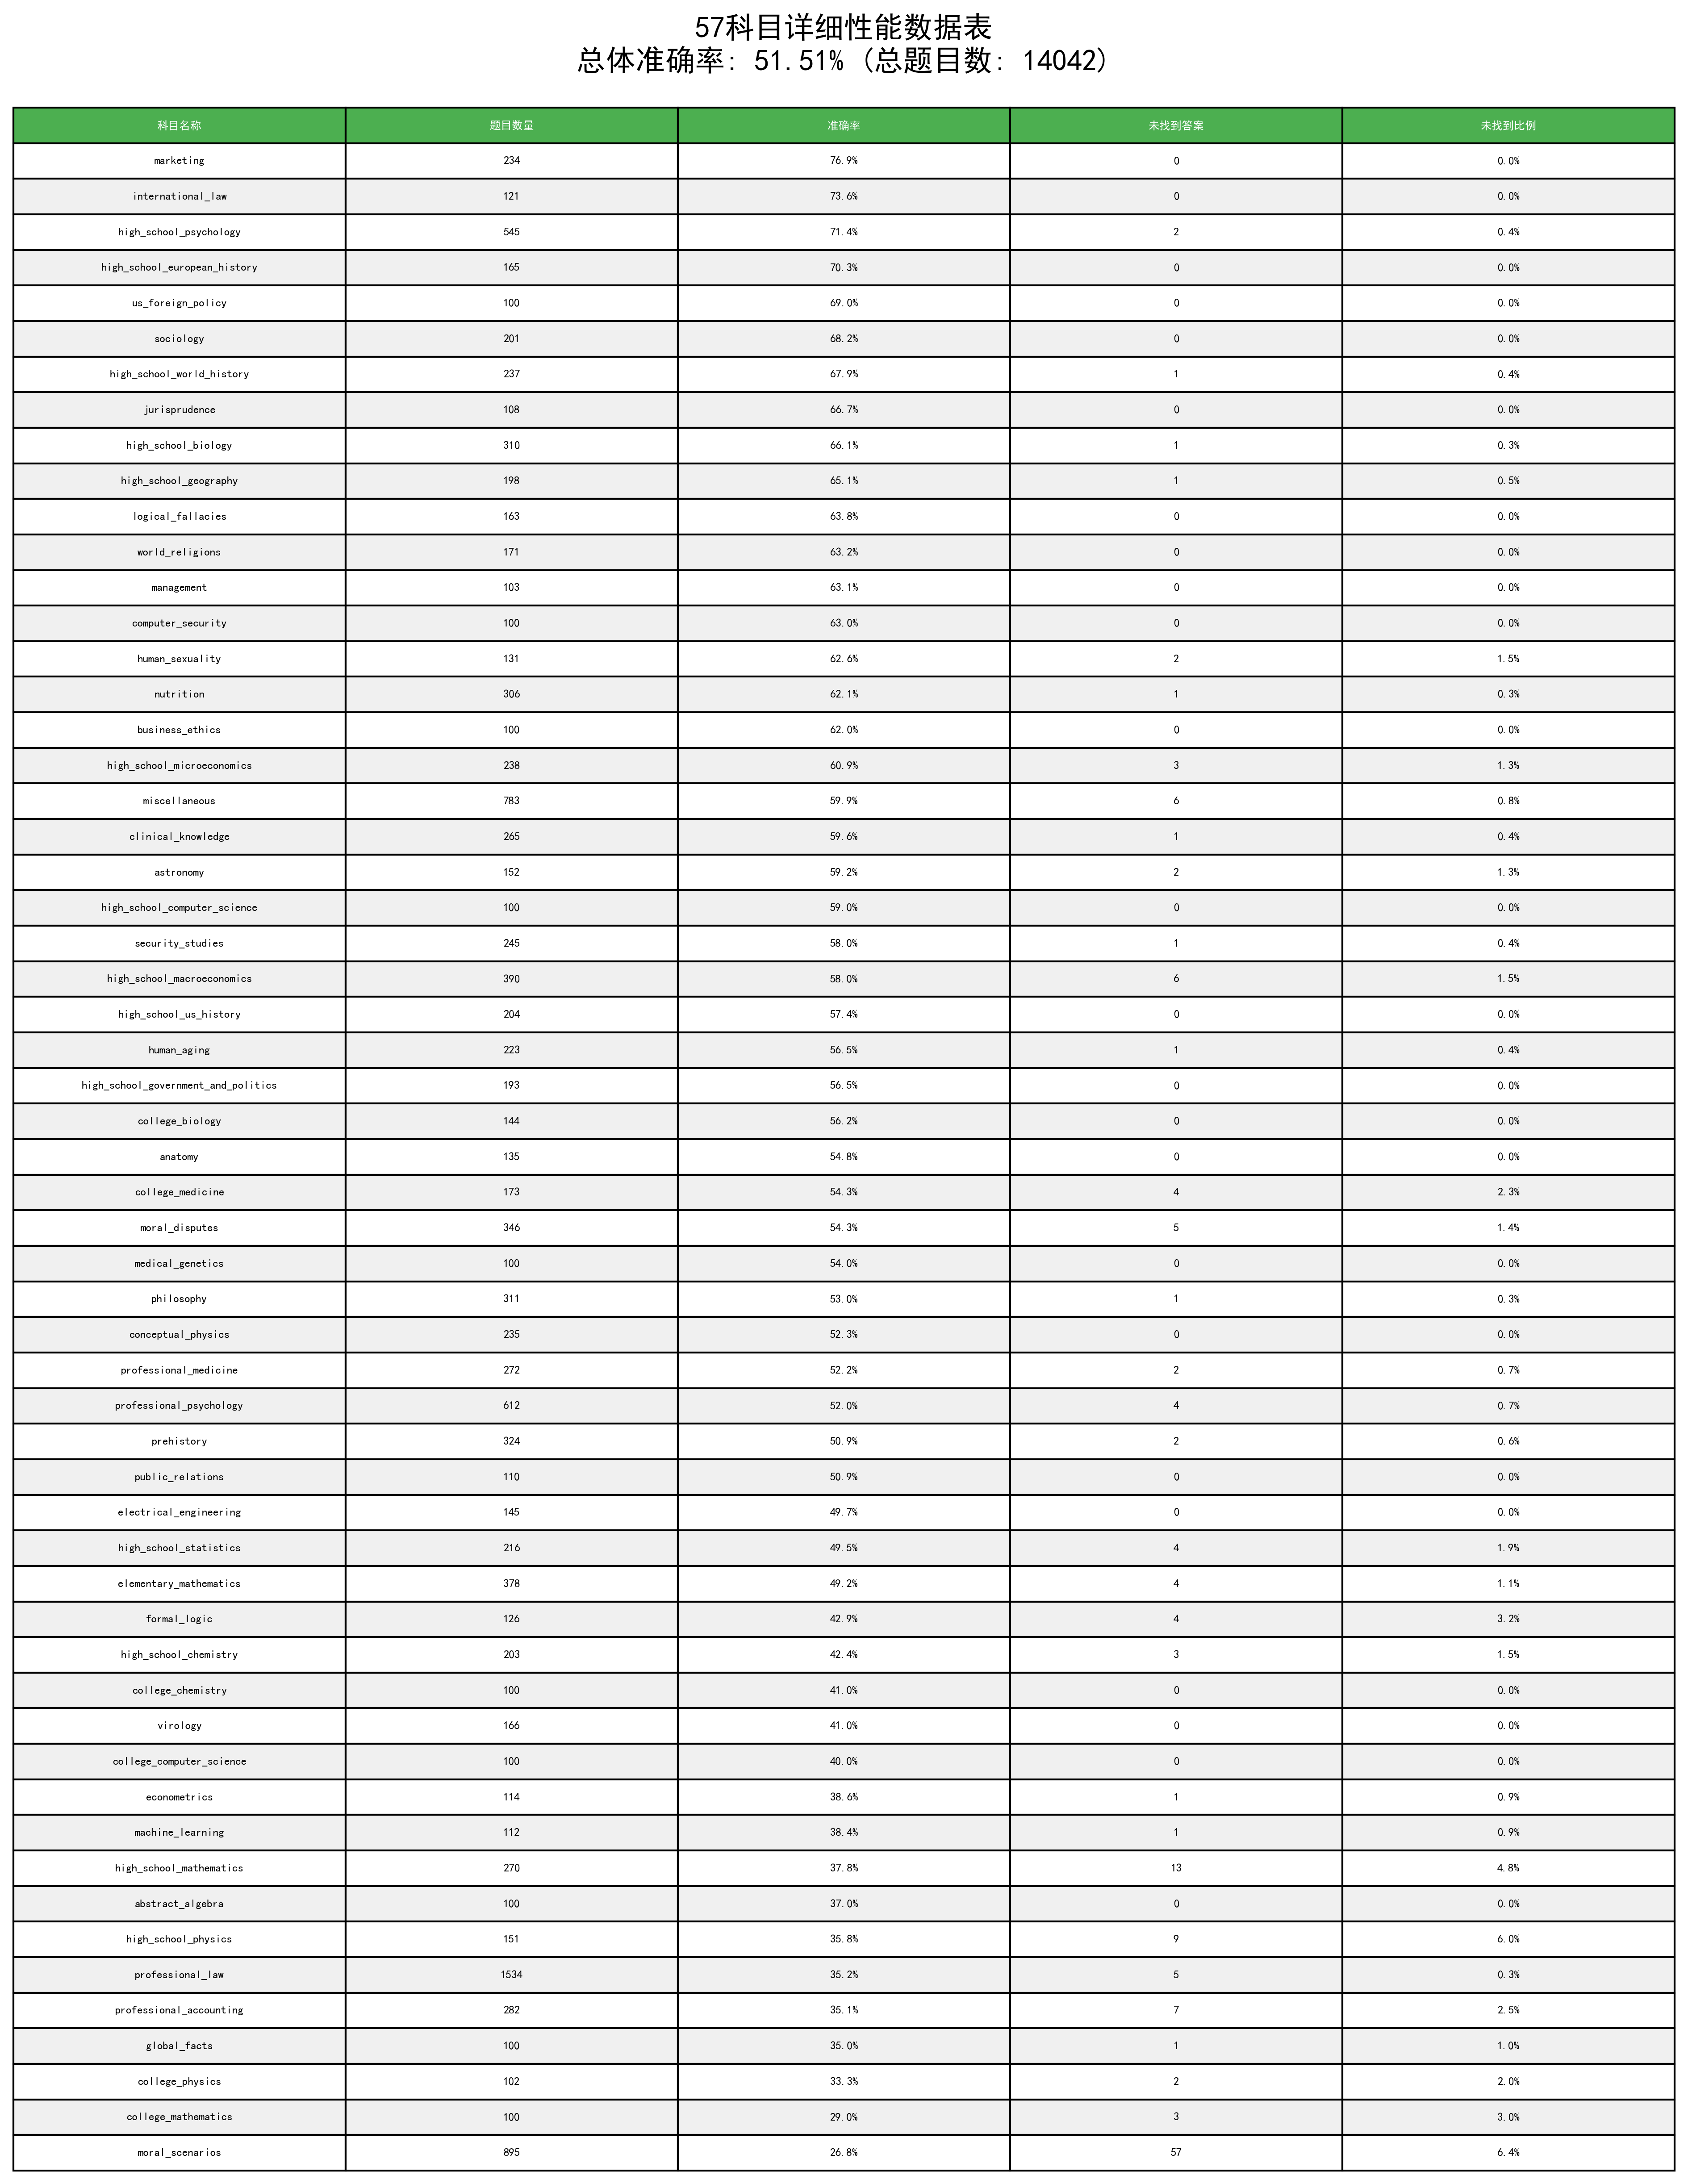 57科目详细性能数据表
总体准确率: 51.51% (总题目数: 14042)
科目名称 题目数量 准确率 未找到答案 未找到比例
marketing 234 76.9% 0 0.0%
international_law 121 73.6% 0 0.0%
high_school_psychology 545 71.4% 2 0.4%
high_school_european_history 165 70.3% 0 0.0%
us_foreign_policy 100 69.0% 0 0.0%
sociology 201 68.2% 0 0.0%
high_school_world_history 237 67.9% 1 0.4%
jurisprudence 108 66.7% 0 0.0%
high_school_biology 310 66.1% 1 0.3%
high_school_geography 198 65.1% 1 0.5%
logical_fallacies 163 63.8% 0 0.0%
world_religions 171 63.2% 0 0.0%
management 103 63.1% 0 0.0%
computer_security 100 63.0% 0 0.0%
human_sexuality 131 62.6% 2 1.5%
nutrition 306 62.1% 1 0.3%
business_ethics 100 62.0% 0 0.0%
high_school_microeconomics 238 60.9% 3 1.3%
miscellaneous 783 59.9% 6 0.8%
clinical_knowledge 265 59.6% 1 0.4%
astronomy 152 59.2% 2 1.3%
high_school_computer_science 100 59.0% 0 0.0%
security_studies 245 58.0% 1 0.4%
high_school_macroeconomics 390 58.0% 6 1.5%
high_school_us_history 204 57.4% 0 0.0%
human_aging 223 56.5% 1 0.4%
high_school_government_and_politics 193 56.5% 0 0.0%
college_biology 144 56.2% 0 0.0%
anatomy 135 54.8% 0 0.0%
college_medicine 173 54.3% 4 2.3%
moral_disputes 346 54.3% 5 1.4%
medical_genetics 100 54.0% 0 0.0%
philosophy 311 53.0% 1 0.3%
conceptual_physics 235 52.3% 0 0.0%
professional_medicine 272 52.2% 2 0.7%
professional_psychology 612 52.0% 4 0.7%
prehistory 324 50.9% 2 0.6%
public_relations 110 50.9% 0 0.0%
electrical_engineering 145 49.7% 0 0.0%
high_school_statistics 216 49.5% 4 1.9%
elementary_mathematics 378 49.2% 4 1.1%
formal_logic 126 42.9% 4 3.2%
high_school_chemistry 203 42.4% 3 1.5%
college_chemistry 100 41.0% 0 0.0%
virology 166 41.0% 0 0.0%
college_computer_science 100 40.0% 0 0.0%
econometrics 114 38.6% 1 0.9%
machine_learning 112 38.4% 1 0.9%
high_school_mathematics 270 37.8% 13 4.8%
abstract_algebra 100 37.0% 0 0.0%
high_school_physics 151 35.8% 9 6.0%
professional_law 1534 35.2% 5 0.3%
professional_accounting 282 35.1% 7 2.5%
global_facts 100 35.0% 1 1.0%
college_physics 102 33.3% 2 2.0%
college_mathematics 100 29.0% 3 3.0%
moral_scenarios 895 26.8% 57 6.4%